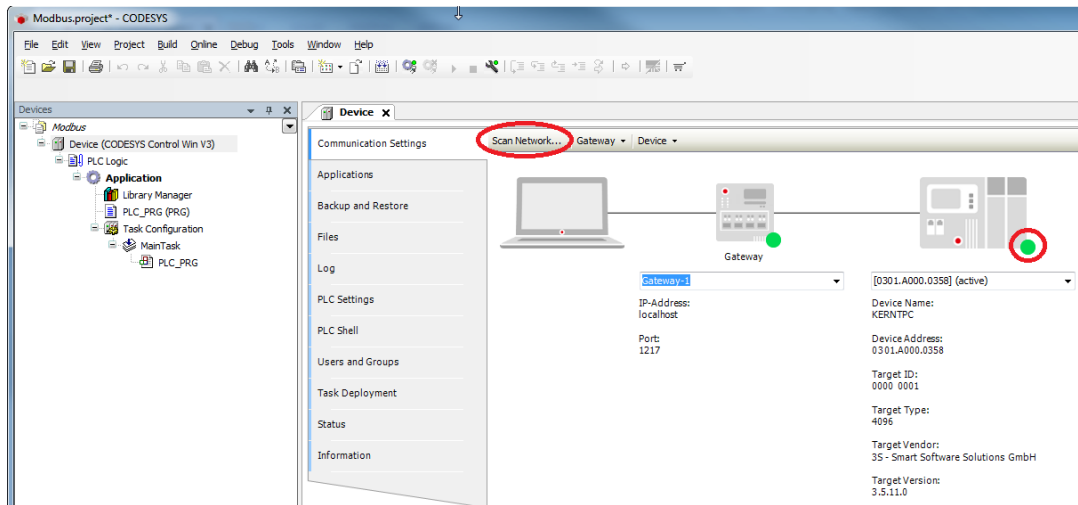 Modbus.project* - CODESYS
File Edit View Project Build Online Debug Tools Window Help
Devices
Modbus
Device (CODESYS Control Win V3)
PLC Logic
Application
Library Manager
PLC_PRG (PRG)
Task Configuration
MainTask
PLC_PRG
Device
Communication Settings
Applications
Backup and Restore
Files
Log
PLC Settings
PLC Shell
Users and Groups
Task Deployment
Status
Information
Scan Network... Gateway Device
Gateway
Gateway-1
IP-Address:
localhost
Port:
1217
[0301.A000.0358] (active)
Device Name:
KERNTPC
Device Address:
0301.A000.0358
Target ID:
0000 0001
Target Type:
4096
Target Vendor:
3S - Smart Software Solutions GmbH
Target Version:
3.5.11.0